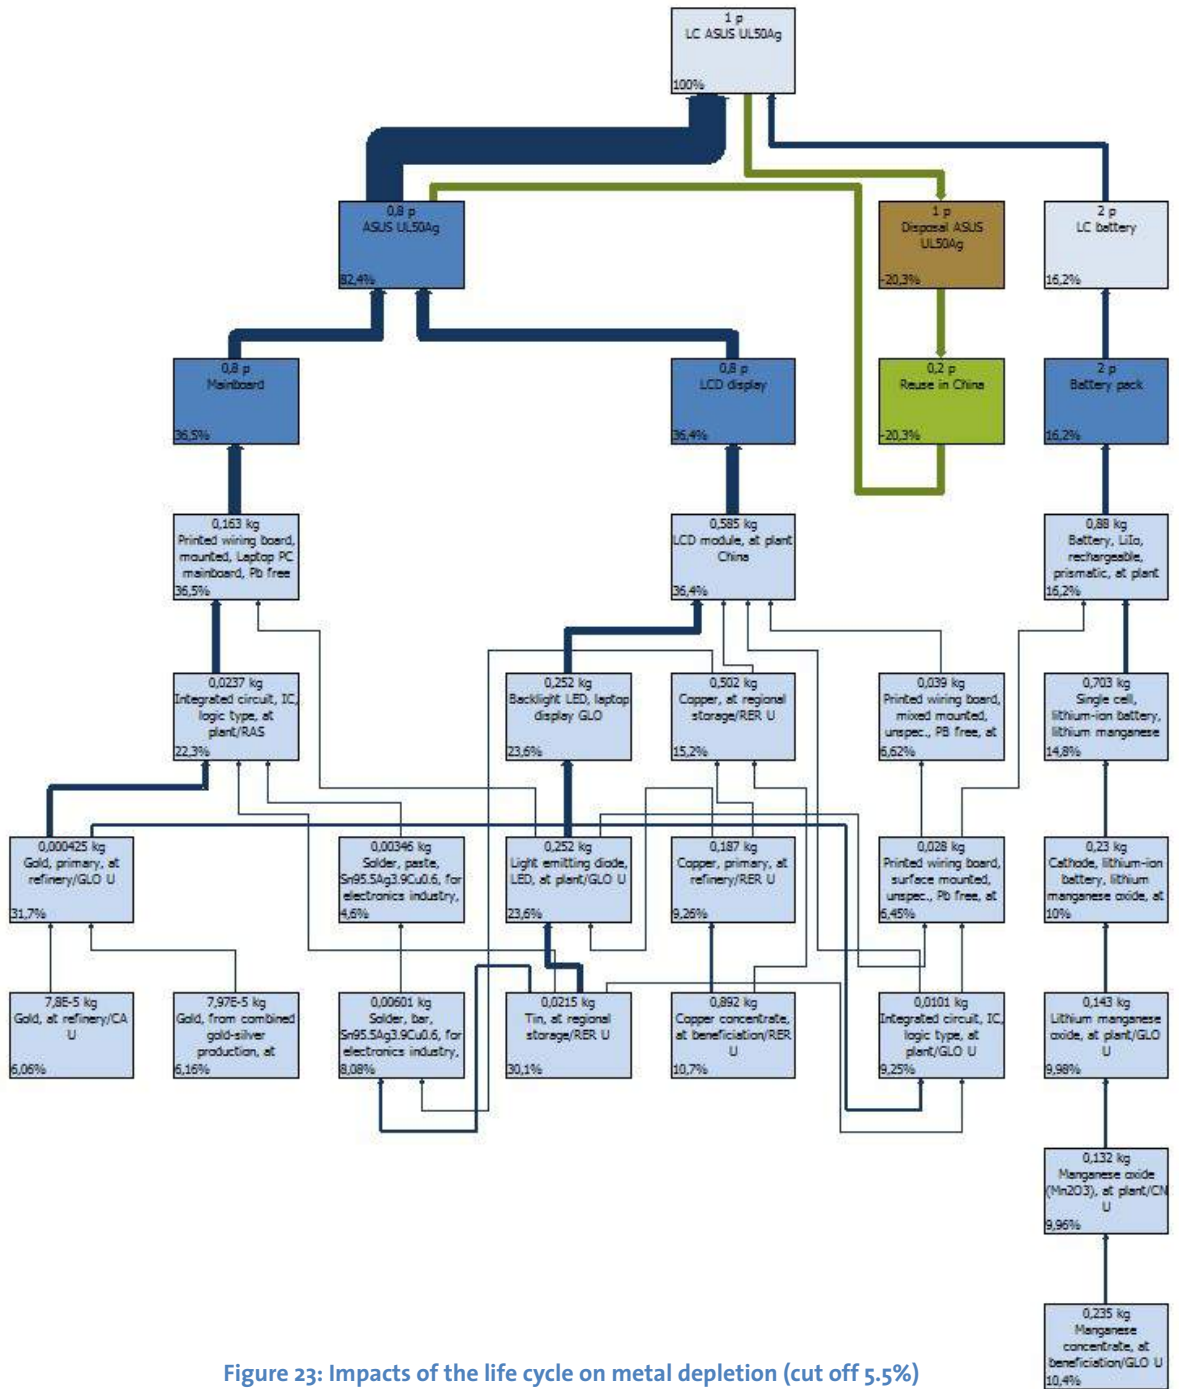 1 p
LC ASUS UL50Ag
100%
0,8 p
ASUS UL50Ag
82,4%
1 p
Disposal ASUS
UL50Ag
-20,3%
2 p
LC battery
16,2%
0,8 p
Mainboard
36,5%
0,8 p
LCD display
36,4%
0,2 p
Reuse in China
-20,3%
2 p
Battery pack
16,2%
0,163 kg
Printed wiring board,
mounted, Laptop PC
mainboard, Pb free
36,5%
0,585 kg
LCD module, at plant
China
36,4%
0,88 kg
Battery, LiIo,
rechargeable,
prismatic, at plant
16,2%
0,0237 kg
Integrated circuit, IC,
logic type, at
plant/RAS
22,3%
0,252 kg
Backlight LED, laptop
display GLO
23,6%
0,502 kg
Copper, at regional
storage/RER U
15,2%
0,039 kg
Printed wiring board,
mixed mounted,
unspec., PB free, at
6,62%
0,703 kg
Single cell,
lithium-ion battery,
lithium manganese
14,8%
0,000425 kg
Gold, primary, at
refinery/GLO U
31,7%
0,00346 kg
Solder, paste,
Sn95.5Ag3.9Cu0.6, for
electronics industry,
4,6%
0,252 kg
Light emitting diode,
LED, at plant/GLO U
23,6%
0,187 kg
Copper, primary, at
refinery/RER U
9,26%
0,028 kg
Printed wiring board,
surface mounted,
unspec., Pb free, at
6,45%
0,23 kg
Cathode, lithium-ion
battery, lithium
manganese oxide, at
10%
7,8E-5 kg
Gold, at refinery/CA
U
6,06%
7,97E-5 kg
Gold, from combined
gold-silver
production, at
6,16%
0,00601 kg
Solder, bar,
Sn95.5Ag3.9Cu0.6, for
electronics industry,
8,08%
0,0215 kg
Tin, at regional
storage/RER U
30,1%
0,892 kg
Copper concentrate,
at beneficiation/RER
U
10,7%
0,0101 kg
Integrated circuit, IC,
logic type, at
plant/GLO U
9,25%
0,143 kg
Lithium manganese
oxide, at plant/GLO
U
9,98%
0,132 kg
Manganese oxide
(Mn2O3), at plant/CN
U
9,96%
0,235 kg
Manganese
concentrate, at
beneficiation/GLO U
10,4%
Figure 23: Impacts of the life cycle on metal depletion (cut off 5.5%)